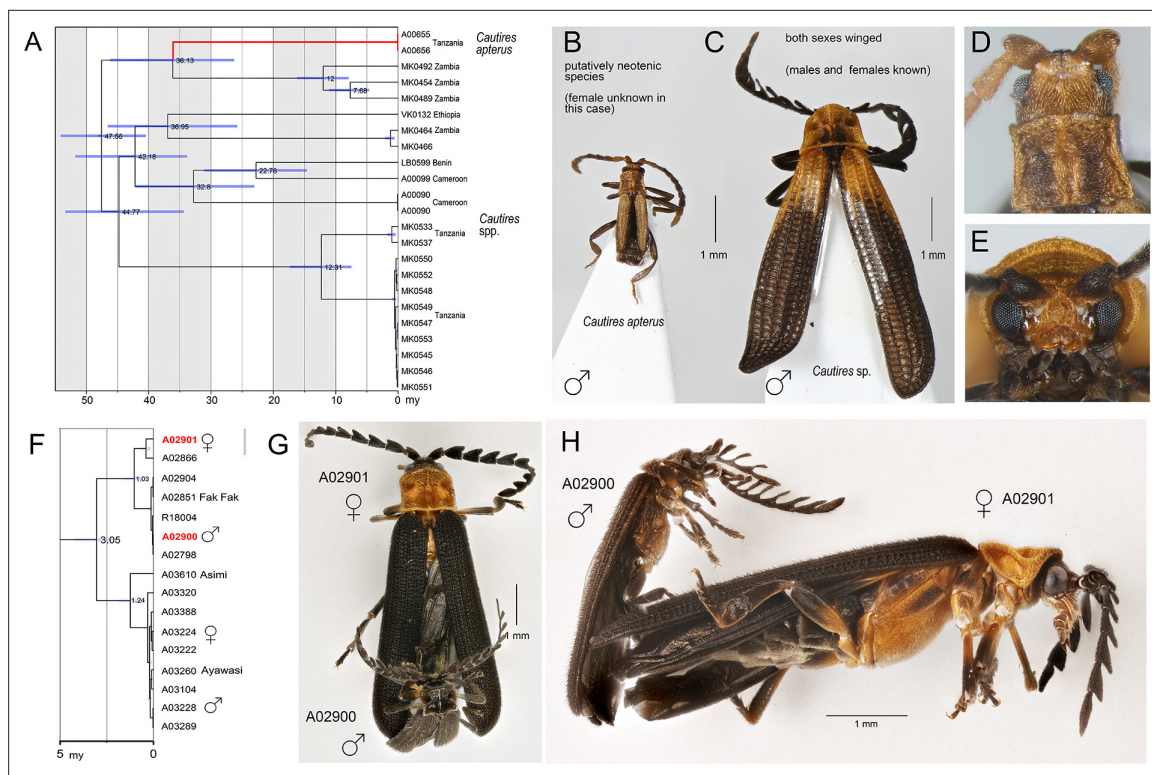 A
A00655
Tanzania
A00656
Cautires
apterus
36.13
MK0492 Zambia
12
MK0454 Zambia
7.68
MK0489 Zambia
VK0132 Ethiopia
36.95
MK0464 Zambia
47.56
MK0466
42.18
LB0599 Benin
22.78
A00099 Cameroon
32.8
A00090
Cameroon
A00090
44.77
Cautires
spp.
MK0533
Tanzania
MK0537
MK0550
12.31
MK0552
MK0548
MK0549
Tanzania
MK0547
MK0553
MK0545
MK0546
MK0551
50 40 30 20 10 0 my
B
putatively neotenic
species
(female unknown in
this case)
1 mm
Cautires apterus
♂
C
both sexes winged
(males and females known)
1 mm
Cautires sp.
♂
D
E
F
A02901 ♀
A02866
1.03
A02904
A02851 Fak Fak
R18004
A02900 ♂
3.05
A02798
A03610 Asimi
1.24
A03320
A03388
A03224 ♀
A03222
A03260 Ayawasi
A03104
A03228 ♂
A03289
5 my 0
G
A02901
♀
1 mm
A02900
♂
H
A02900
♂
♀ A02901
1 mm